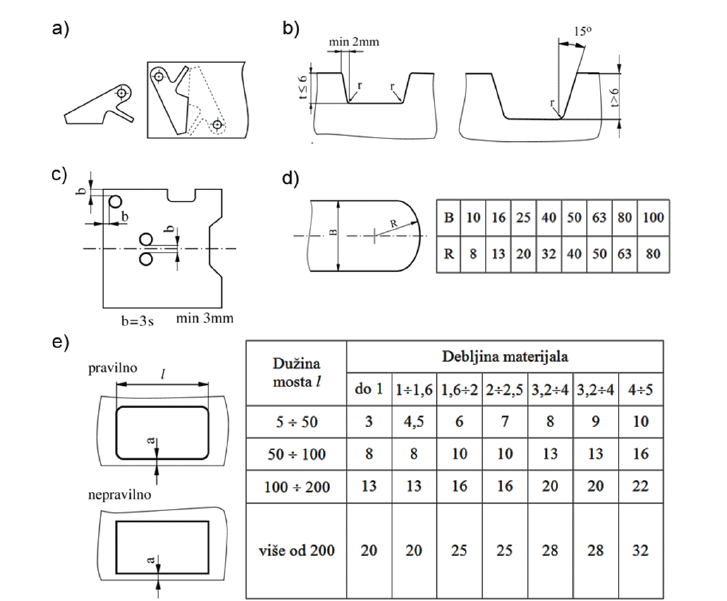 a)
b)
min 2mm
t ≤ 6
r
r
15°
r
t>6
c)
b
b
b
b=3s
min 3mm
d)
B
R
B 10 16 25 40 50 63 80 100
R 8 13 20 32 40 50 63 80
e)
pravilno
l
a
nepravilno
a
Dužina mosta l
Debljina materijala
do 1 1÷1,6 1,6÷2 2÷2,5 3,2÷4 3,2÷4 4÷5
5 ÷ 50 3 4,5 6 7 8 9 10
50 ÷ 100 8 8 10 10 13 13 16
100 ÷ 200 13 13 16 16 20 20 22
više od 200 20 20 25 25 28 28 32